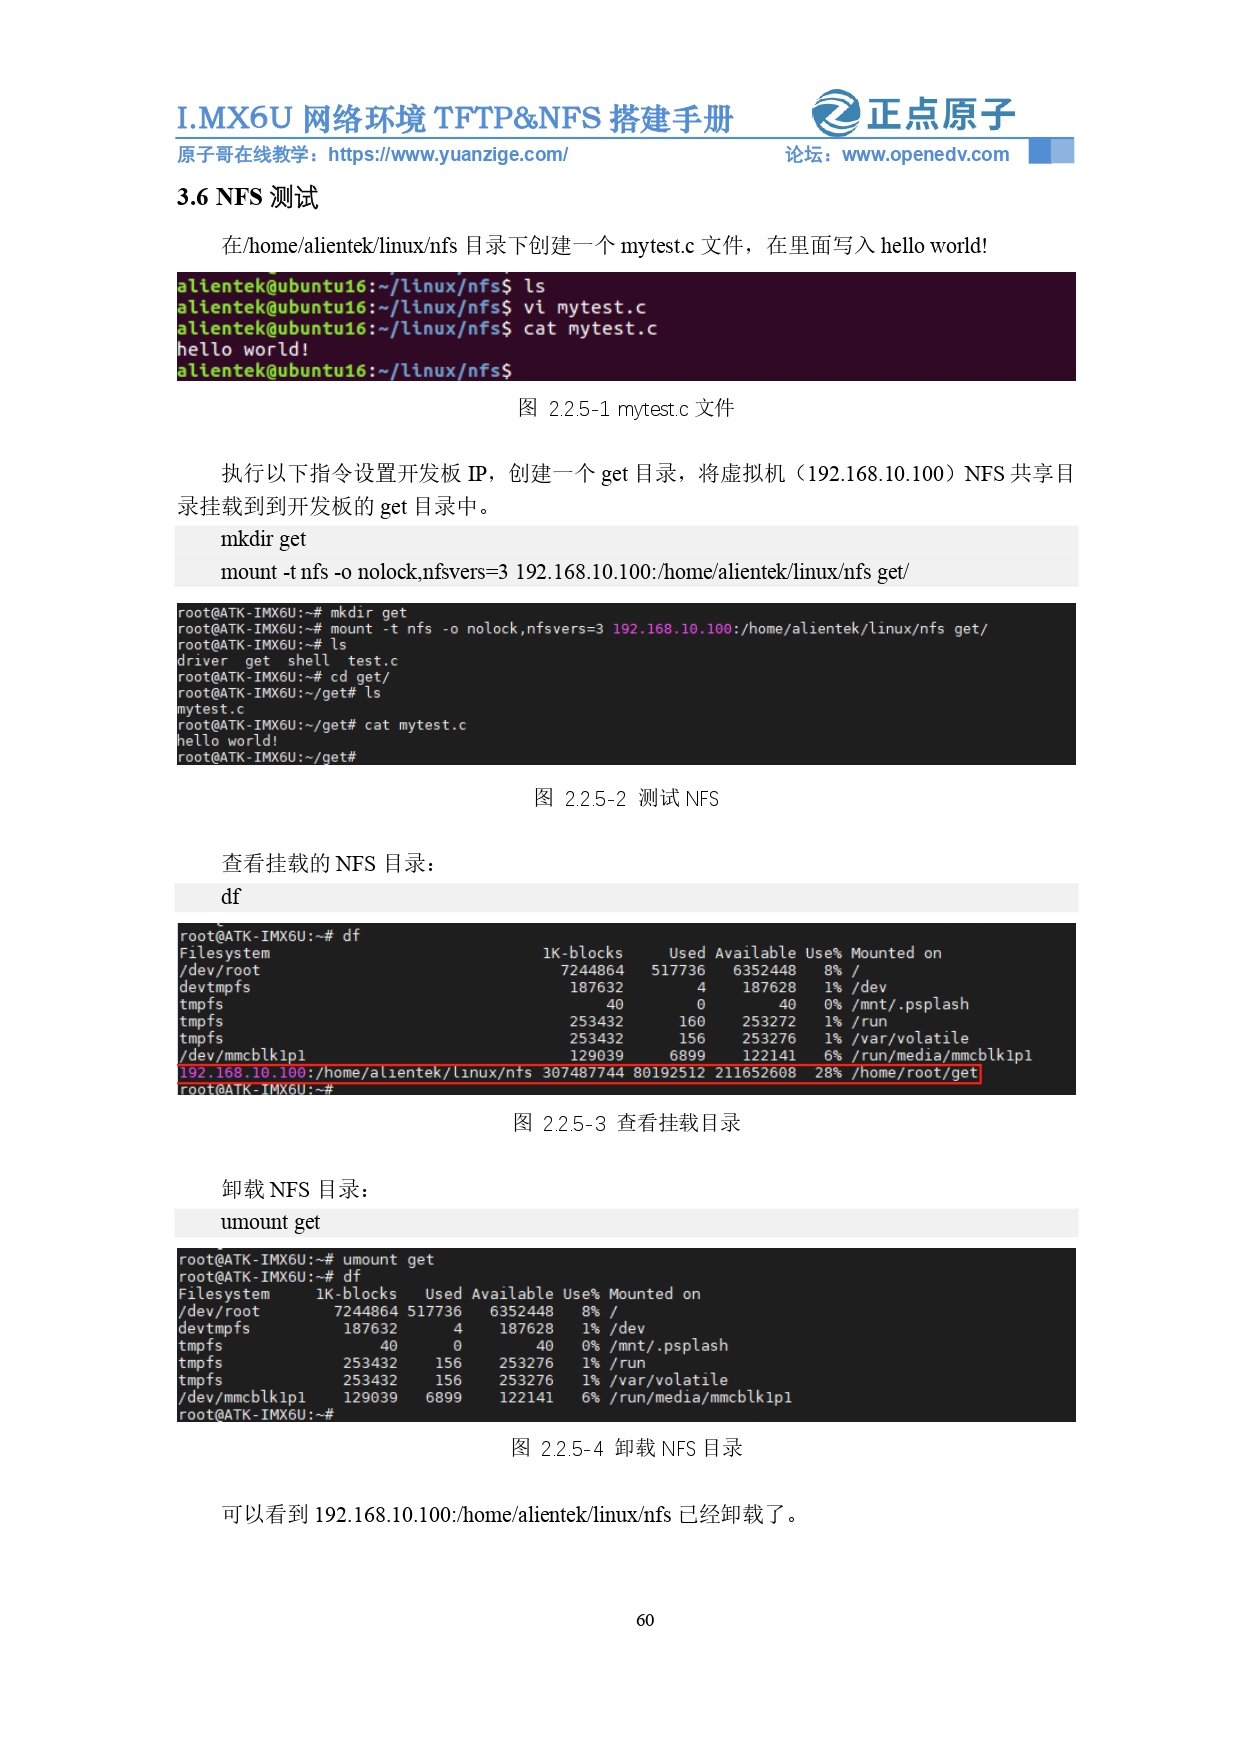 I.MX6U 网络环境 TFTP&NFS 搭建手册
正点原子
原子哥在线教学：https://www.yuanzige.com/
论坛：www.openedv.com
3.6 NFS 测试
在/home/alientek/linux/nfs 目录下创建一个 mytest.c 文件，在里面写入 hello world!
alientek@ubuntu16:~/linux/nfs$ ls
alientek@ubuntu16:~/linux/nfs$ vi mytest.c
alientek@ubuntu16:~/linux/nfs$ cat mytest.c
hello world!
alientek@ubuntu16:~/linux/nfs$
图 2.2.5-1 mytest.c 文件
执行以下指令设置开发板 IP，创建一个 get 目录，将虚拟机（192.168.10.100）NFS 共享目
录挂载到到开发板的 get 目录中。
mkdir get
mount -t nfs -o nolock,nfsvers=3 192.168.10.100:/home/alientek/linux/nfs get/
root@ATK-IMX6U:~# mkdir get
root@ATK-IMX6U:~# mount -t nfs -o nolock,nfsvers=3 192.168.10.100:/home/alientek/linux/nfs get/
root@ATK-IMX6U:~# ls
driver  get  shell  test.c
root@ATK-IMX6U:~# cd get/
root@ATK-IMX6U:~/get# ls
mytest.c
root@ATK-IMX6U:~/get# cat mytest.c
hello world!
root@ATK-IMX6U:~/get#
图 2.2.5-2 测试 NFS
查看挂载的 NFS 目录：
df
root@ATK-IMX6U:~# df
Filesystem 1K-blocks Used Available Use% Mounted on
/dev/root 7244864 517736 6352448 8% /
devtmpfs 187632 4 187628 1% /dev
tmpfs 40 0 40 0% /mnt/.psplash
tmpfs 253432 160 253272 1% /run
tmpfs 253432 156 253276 1% /var/volatile
/dev/mmcblk1p1 129039 6899 122141 6% /run/media/mmcblk1p1
192.168.10.100:/home/alientek/linux/nfs 307487744 80192512 211652608 28% /home/root/get
root@ATK-IMX6U:~#
图 2.2.5-3 查看挂载目录
卸载 NFS 目录：
umount get
root@ATK-IMX6U:~# umount get
root@ATK-IMX6U:~# df
Filesystem 1K-blocks Used Available Use% Mounted on
/dev/root 7244864 517736 6352448 8% /
devtmpfs 187632 4 187628 1% /dev
tmpfs 40 0 40 0% /mnt/.psplash
tmpfs 253432 156 253276 1% /run
tmpfs 253432 156 253276 1% /var/volatile
/dev/mmcblk1p1 129039 6899 122141 6% /run/media/mmcblk1p1
root@ATK-IMX6U:~#
图 2.2.5-4 卸载 NFS 目录
可以看到 192.168.10.100:/home/alientek/linux/nfs 已经卸载了。
60